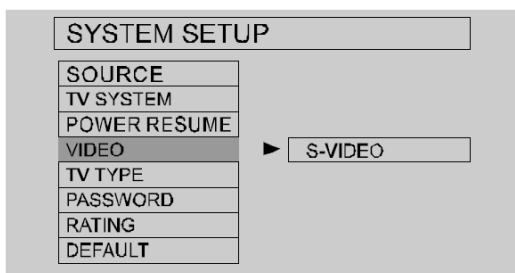 SYSTEM SETUP
SOURCE
TV SYSTEM
POWER RESUME
VIDEO
S-VIDEO
TV TYPE
PASSWORD
RATING
DEFAULT